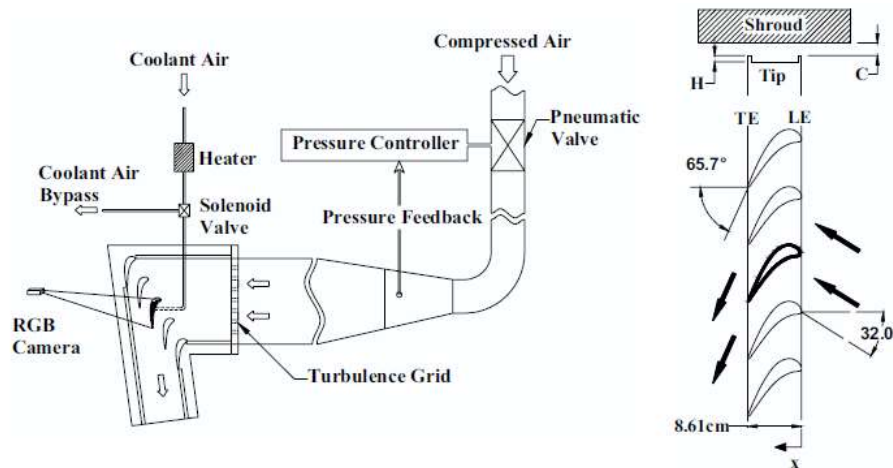 Compressed Air
Coolant Air
Pneumatic
Valve
Pressure Controller
Heater
Coolant Air
Bypass
Solenoid
Valve
Pressure Feedback
RGB
Camera
Turbulence Grid
Shroud
H
Tip
C
TE
LE
65.7°
32.0
8.61cm
x